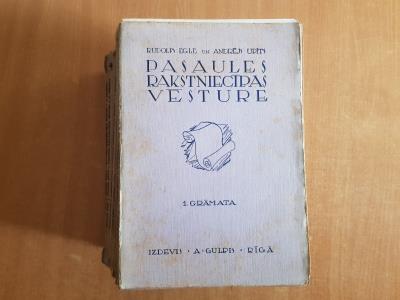 RUDOLFS EGLE UN ANDREJS UPĪTS
PASAULES
RAKSTNIECĪBAS
VĒSTURE
1. GRĀMATA
IZDEVIS · A · GULBIS · RĪGĀ